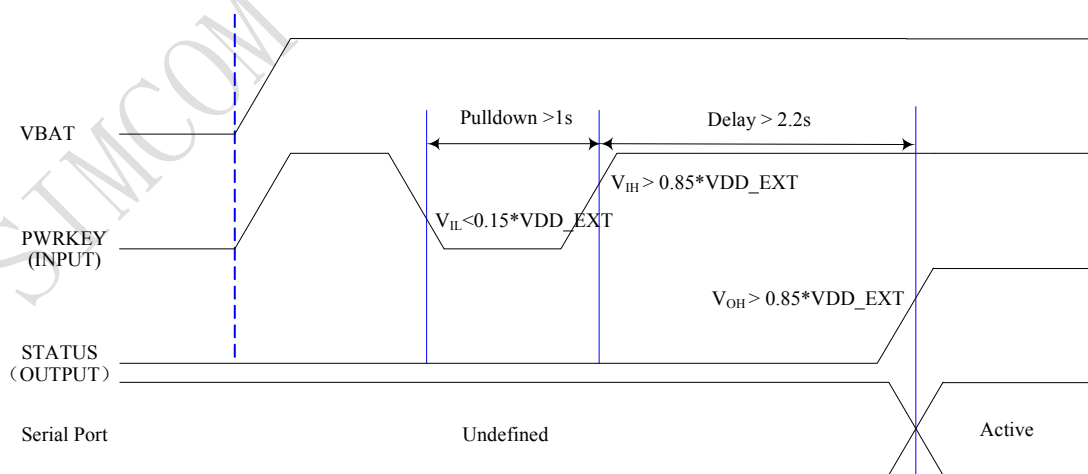 SIMCOM
Pulldown >1s
Delay > 2.2s
VBAT
VIH > 0.85*VDD_EXT
VIL<0.15*VDD_EXT
PWRKEY
(INPUT)
VOH > 0.85*VDD_EXT
STATUS
（OUTPUT）
Serial Port
Undefined
Active